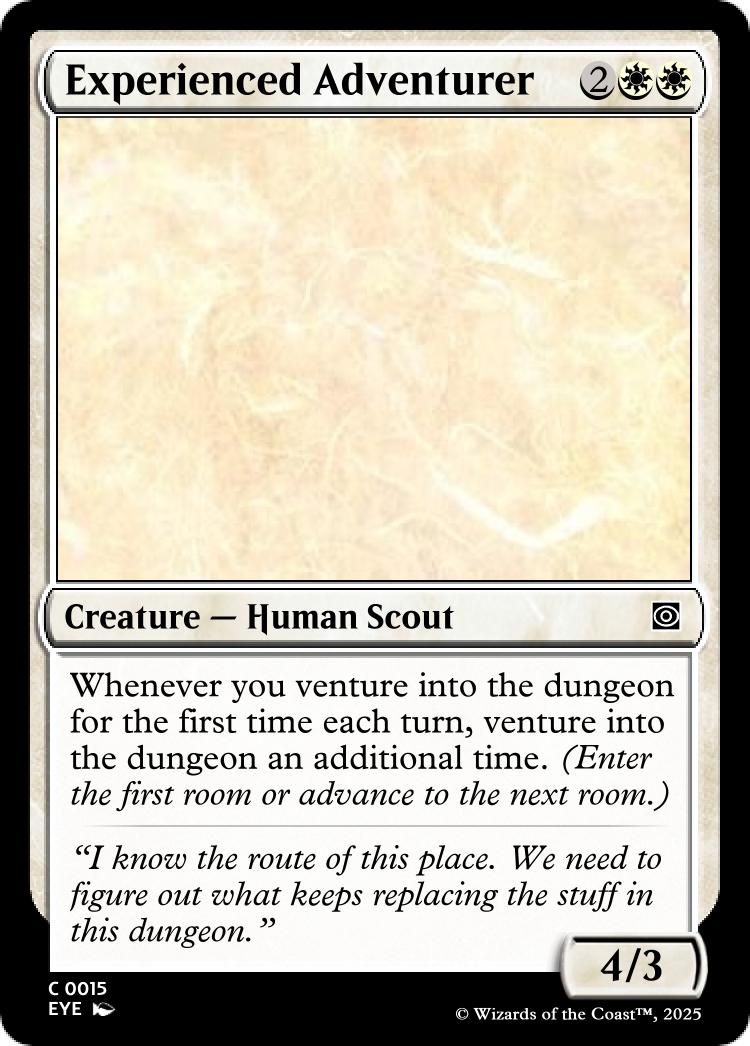 Experienced Adventurer 2
Creature — Human Scout
Whenever you venture into the dungeon
for the first time each turn, venture into
the dungeon an additional time. (Enter
the first room or advance to the next room.)
“I know the route of this place. We need to
figure out what keeps replacing the stuff in
this dungeon.”
4/3
C 0015
EYE
© Wizards of the Coast™, 2025